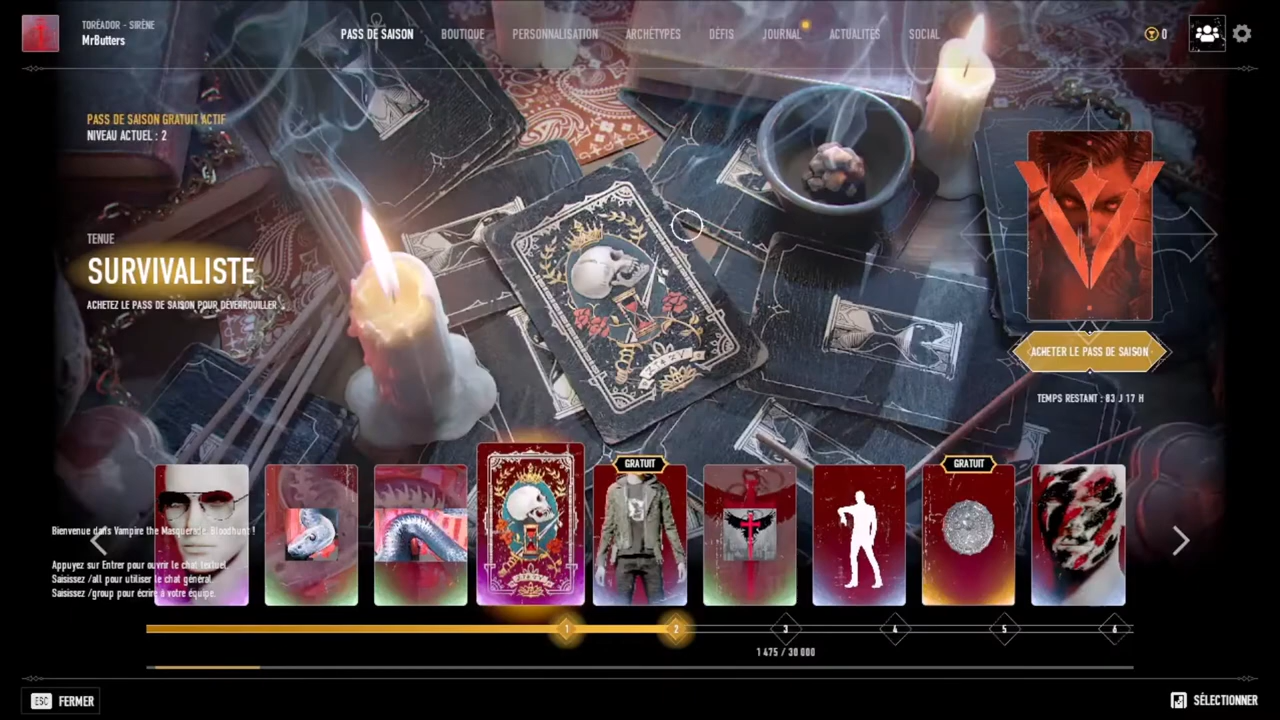 TORÉADOR - SIRÈNE
MrButters
PASS DE SAISON
BOUTIQUE
PERSONNALISATION
ARCHÉTYPES
DÉFIS
JOURNAL
ACTUALITÉS
SOCIAL
0
PASS DE SAISON GRATUIT ACTIF
NIVEAU ACTUEL : 2
TENUE
SURVIVALISTE
ACHETEZ LE PASS DE SAISON POUR DÉVERROUILLER
ACHETER LE PASS DE SAISON
TEMPS RESTANT : 83 J 17 H
GRATUIT
GRATUIT
Bienvenue dans Vampire the Masquerade: Bloodhunt !
Appuyez sur Entrer pour ouvrir le chat textuel.
Saisissez /all pour utiliser le chat général.
Saisissez /group pour écrire à votre équipe.
1
2
3
4
5
6
1 475 / 30 000
ESC FERMER
SÉLECTIONNER